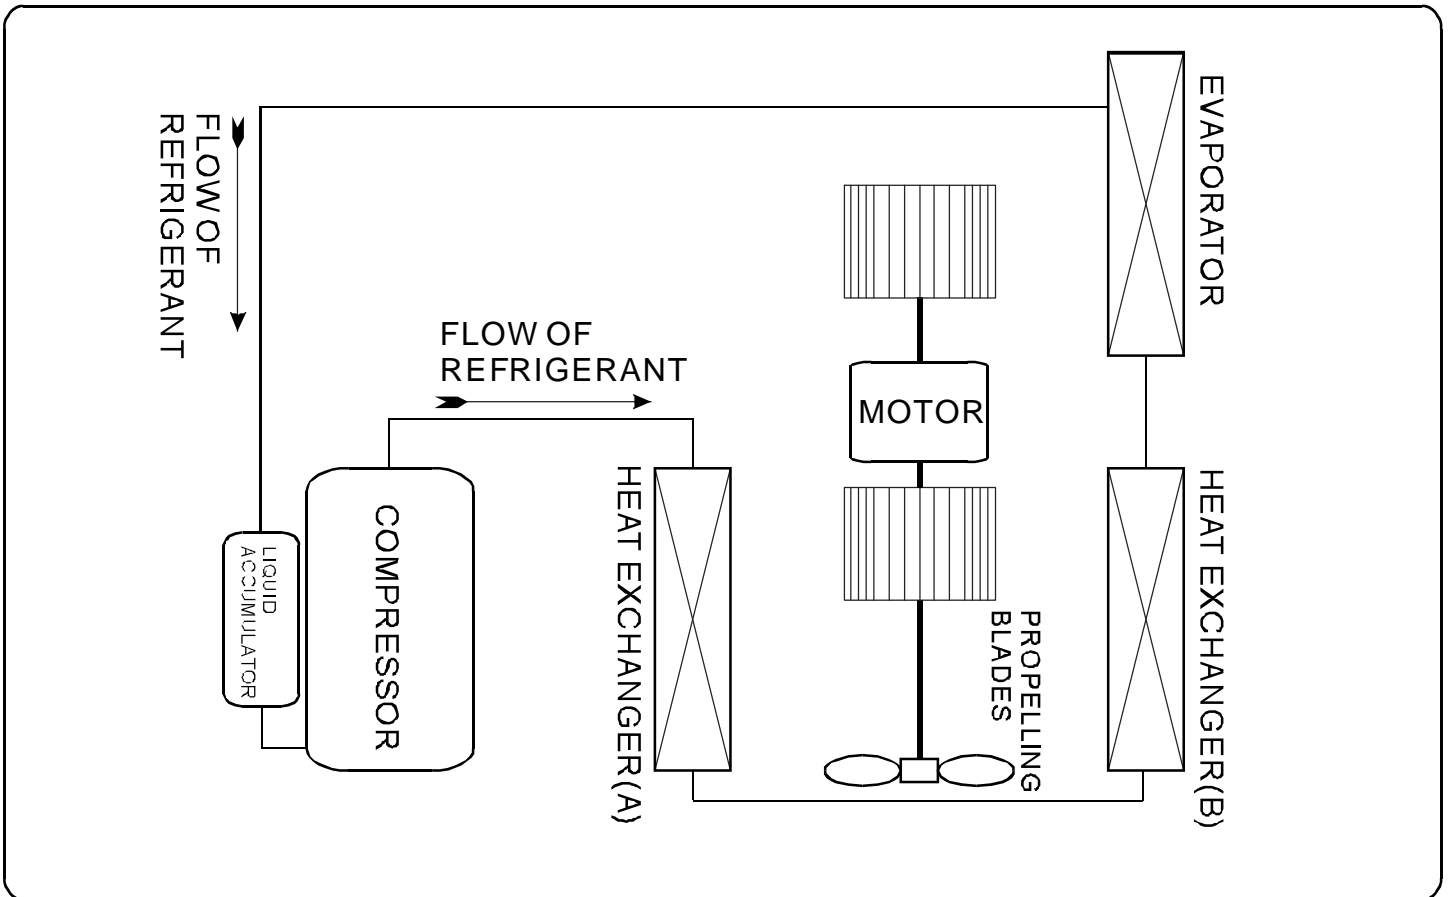 EVAPORATOR
FLOW OF
REFRIGERANT
FLOW OF
REFRIGERANT
MOTOR
HEAT EXCHANGER(A)
HEAT EXCHANGER(B)
COMPRESSOR
LIQUID
ACCUMULATOR
PROPELLING
BLADES